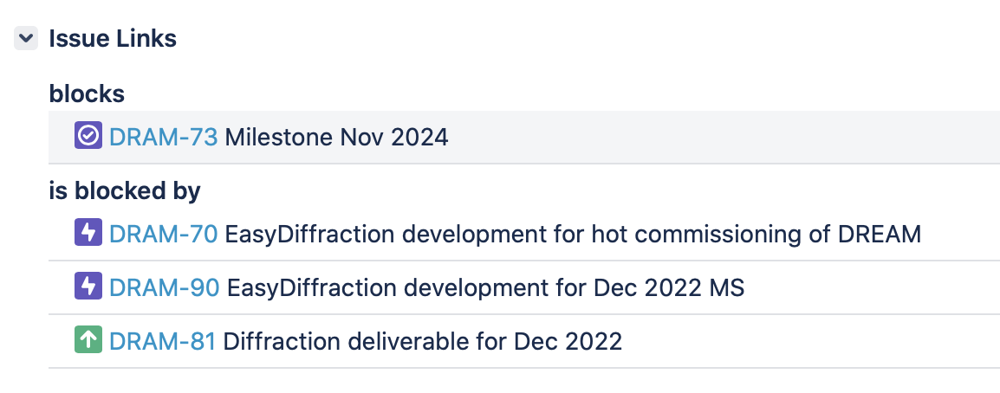 Issue Links
blocks
DRAM-73 Milestone Nov 2024
is blocked by
DRAM-70 EasyDiffraction development for hot commissioning of DREAM
DRAM-90 EasyDiffraction development for Dec 2022 MS
DRAM-81 Diffraction deliverable for Dec 2022